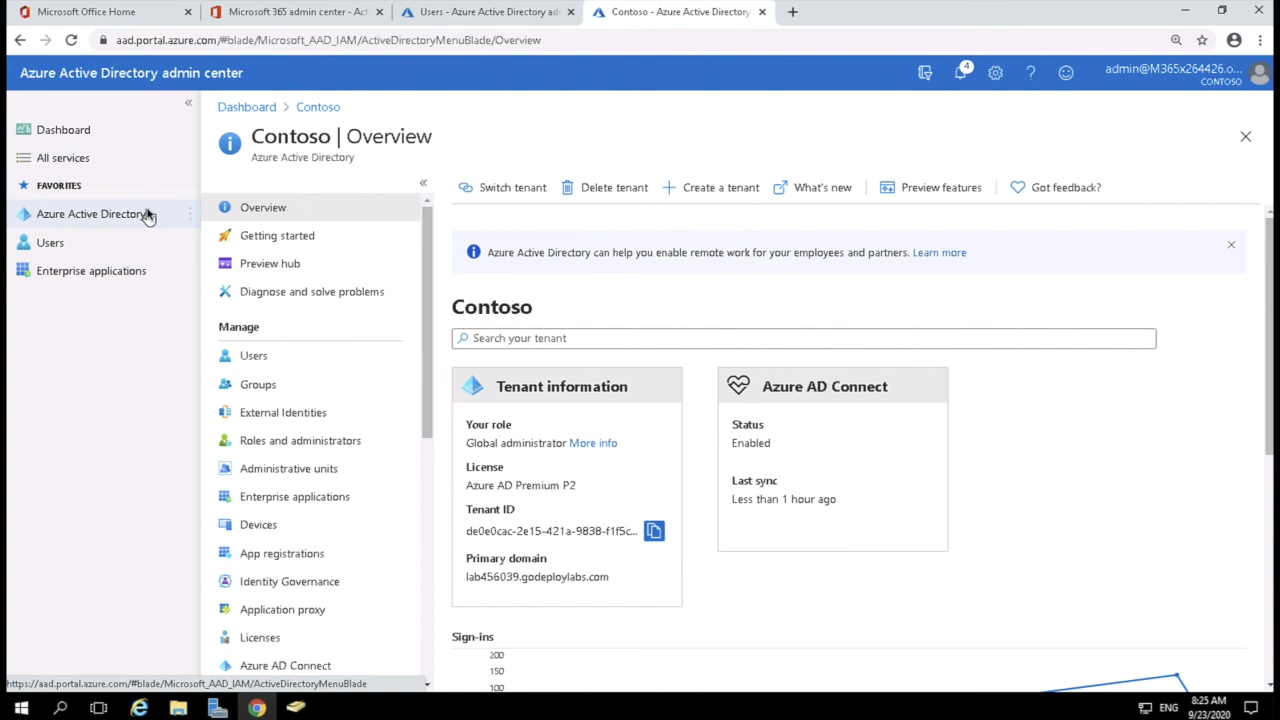 Microsoft Office Home
Microsoft 365 admin center - Act
Users - Azure Active Directory ad
Contoso - Azure Active Directory
aad.portal.azure.com/#blade/Microsoft_AAD_IAM/ActiveDirectoryMenuBlade/Overview
Azure Active Directory admin center
4
admin@M365x264426.o...
CONTOSO
Dashboard
All services
FAVORITES
Azure Active Directory
Users
Enterprise applications
Dashboard > Contoso
Contoso | Overview
Azure Active Directory
Switch tenant
Delete tenant
Create a tenant
What's new
Preview features
Got feedback?
Overview
Getting started
Preview hub
Diagnose and solve problems
Manage
Users
Groups
External Identities
Roles and administrators
Administrative units
Enterprise applications
Devices
App registrations
Identity Governance
Application proxy
Licenses
Azure AD Connect
Azure Active Directory can help you enable remote work for your employees and partners. Learn more
Contoso
Search your tenant
Tenant information
Your role
Global administrator More info
License
Azure AD Premium P2
Tenant ID
de0e0cac-2e15-421a-9838-f1f5c...
Primary domain
lab456039.godeploylabs.com
Azure AD Connect
Status
Enabled
Last sync
Less than 1 hour ago
Sign-ins
200
150
100
https://aad.portal.azure.com/#blade/Microsoft_AAD_IAM/ActiveDirectoryMenuBlade
ENG
8:25 AM
9/23/2020